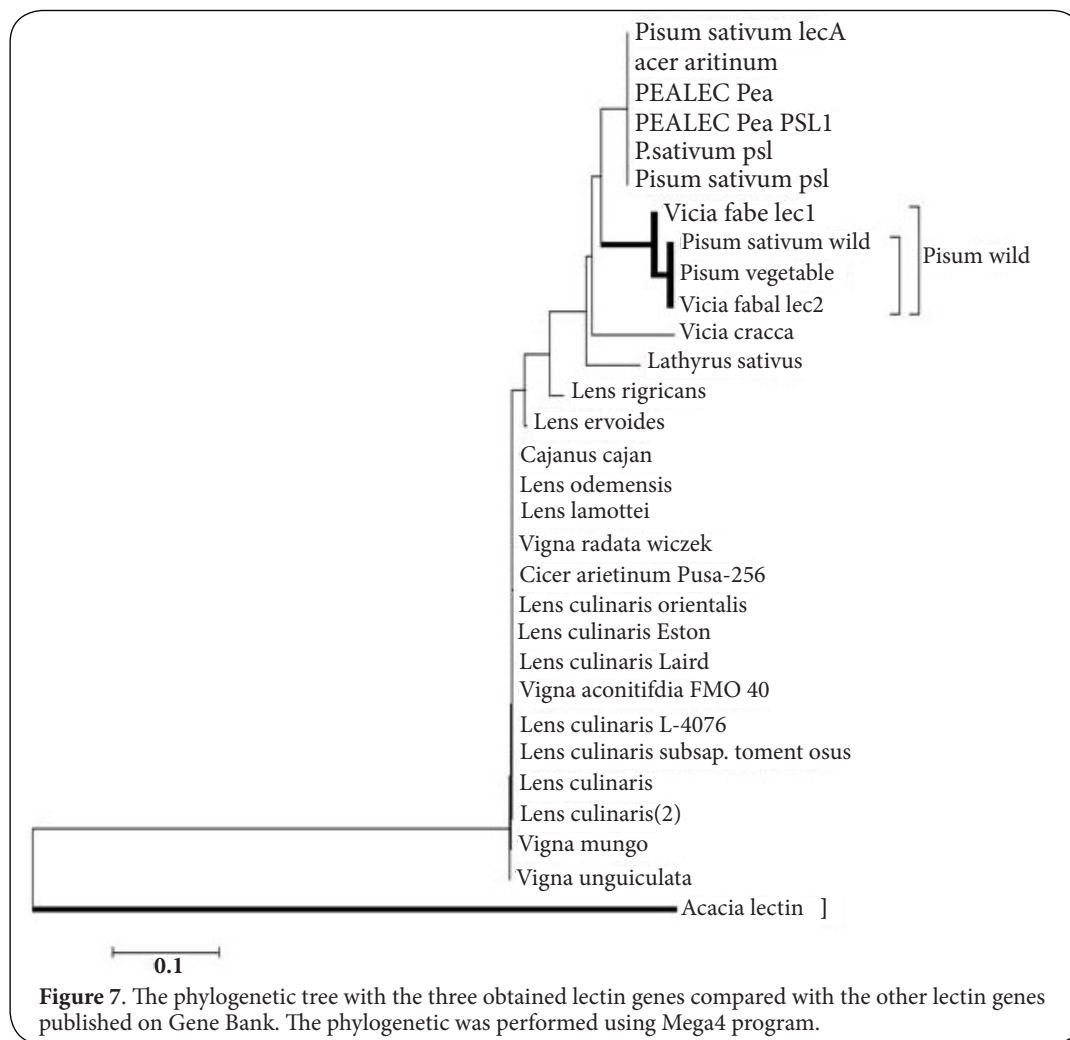 Pisum sativum lecA
acer aritinum
PEALEC Pea
PEALEC Pea PSL1
P.sativum psl
Pisum sativum psl
Vicia fabe lec1
Pisum sativum wild
Pisum wild
Pisum vegetable
Vicia fabal lec2
Vicia cracca
Lathyrus sativus
Lens rigricans
Lens ervoides
Cajanus cajan
Lens odemensis
Lens lamottei
Vigna radata wiczek
Cicer arietinum Pusa-256
Lens culinaris orientalis
Lens culinaris Eston
Lens culinaris Laird
Vigna aconitifdia FMO 40
Lens culinaris L-4076
Lens culinaris subsap. toment osus
Lens culinaris
Lens culinaris(2)
Vigna mungo
Vigna unguiculata
Acacia lectin ]
0.1
Figure 7. The phylogenetic tree with the three obtained lectin genes compared with the other lectin genes
published on Gene Bank. The phylogenetic was performed using Mega4 program.